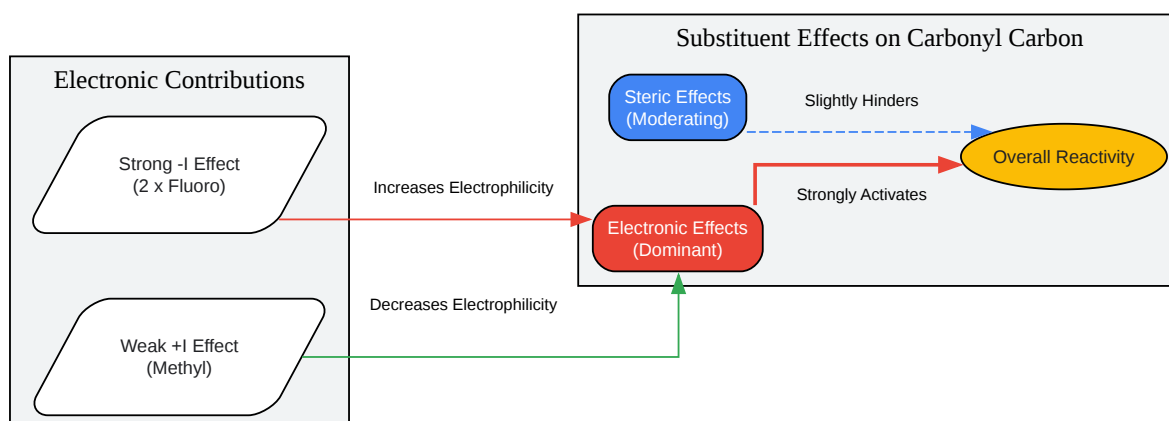 Electronic Contributions
Strong -I Effect
(2 x Fluoro)
Weak +I Effect
(Methyl)
Increases Electrophilicity
Decreases Electrophilicity
Substituent Effects on Carbonyl Carbon
Steric Effects
(Moderating)
Slightly Hinders
Overall Reactivity
Strongly Activates
Electronic Effects
(Dominant)